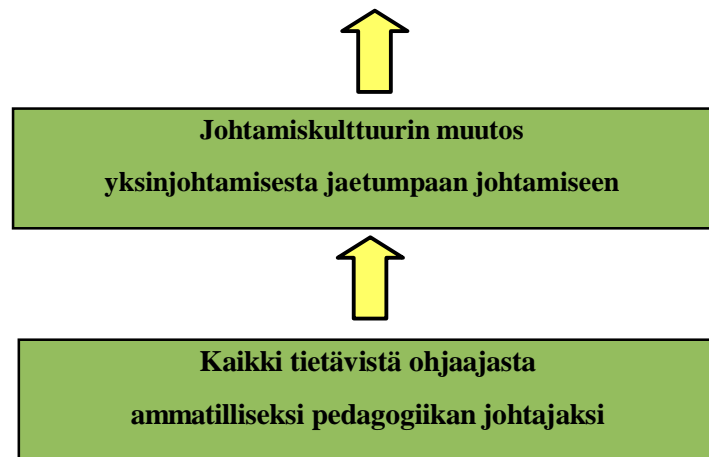 Johtamiskulttuurin muutos
yksinjohtamisesta jaetumpaan johtamiseen
Kaikki tietävistä ohjaajasta
ammatilliseksi pedagogiikan johtajaksi